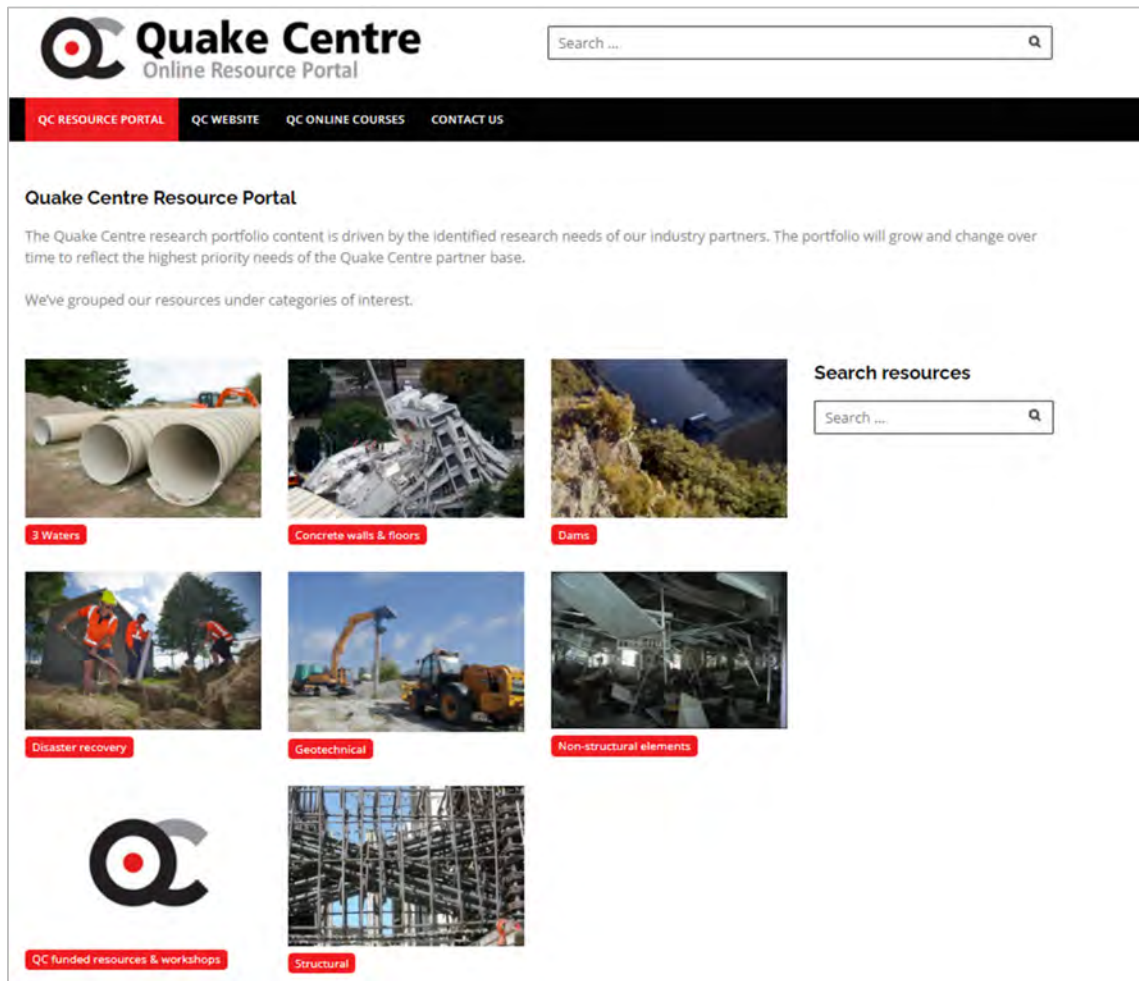 QC Quake Centre
Online Resource Portal
Search ...
QC RESOURCE PORTAL QC WEBSITE QC ONLINE COURSES CONTACT US
Quake Centre Resource Portal
The Quake Centre research portfolio content is driven by the identified research needs of our industry partners. The portfolio will grow and change over
time to reflect the highest priority needs of the Quake Centre partner base.
We've grouped our resources under categories of interest.
Search resources
Search ...
3 Waters Concrete walls & floors Dams
Disaster recovery Geotechnical Non-structural elements
QC
QC funded resources & workshops Structural